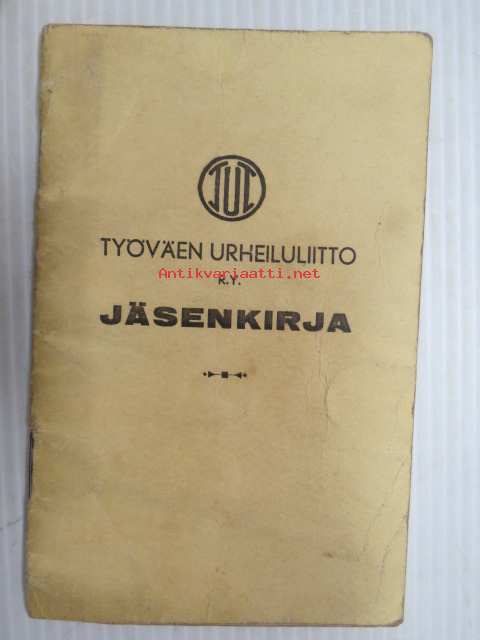 TUL
TYÖVÄEN URHEILULIITTO
Antikvariaatti.net
R.Y.
JÄSENKIRJA